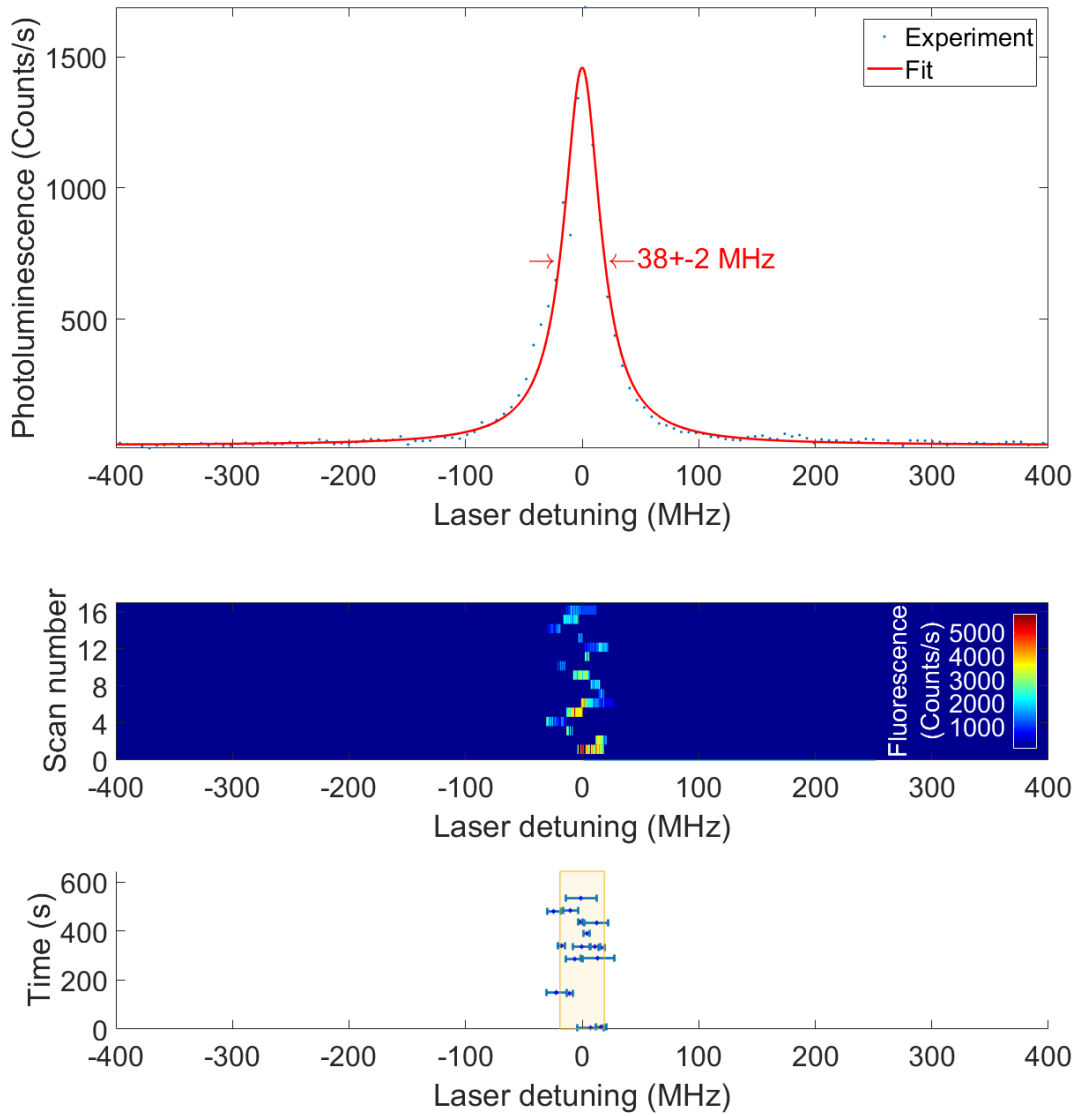 Photoluminescence (Counts/s)
1500
1000
500
Experiment
Fit
38+-2 MHz
-400 -300 -200 -100 0 100 200 300 400
Laser detuning (MHz)
Scan number
16
12
8
4
0
Fluorescence
(Counts/s)
5000
4000
3000
2000
1000
-400 -300 -200 -100 0 100 200 300 400
Laser detuning (MHz)
Time (s)
600
400
200
0
-400 -300 -200 -100 0 100 200 300 400
Laser detuning (MHz)